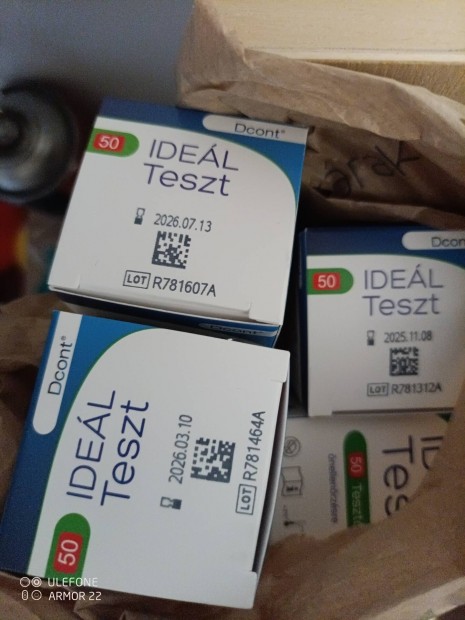 Dcont®
50
IDEÁL
Teszt
2026.07.13
LOT R781607A
Dcont
50
IDEÁL
Teszt
2025.11.08
LOT R781312A
Dcont®
50
IDEÁL
Teszt
2026.03.10
LOT R781464A
50
önellenőrzésre
ULEFONE
ARMOR 22